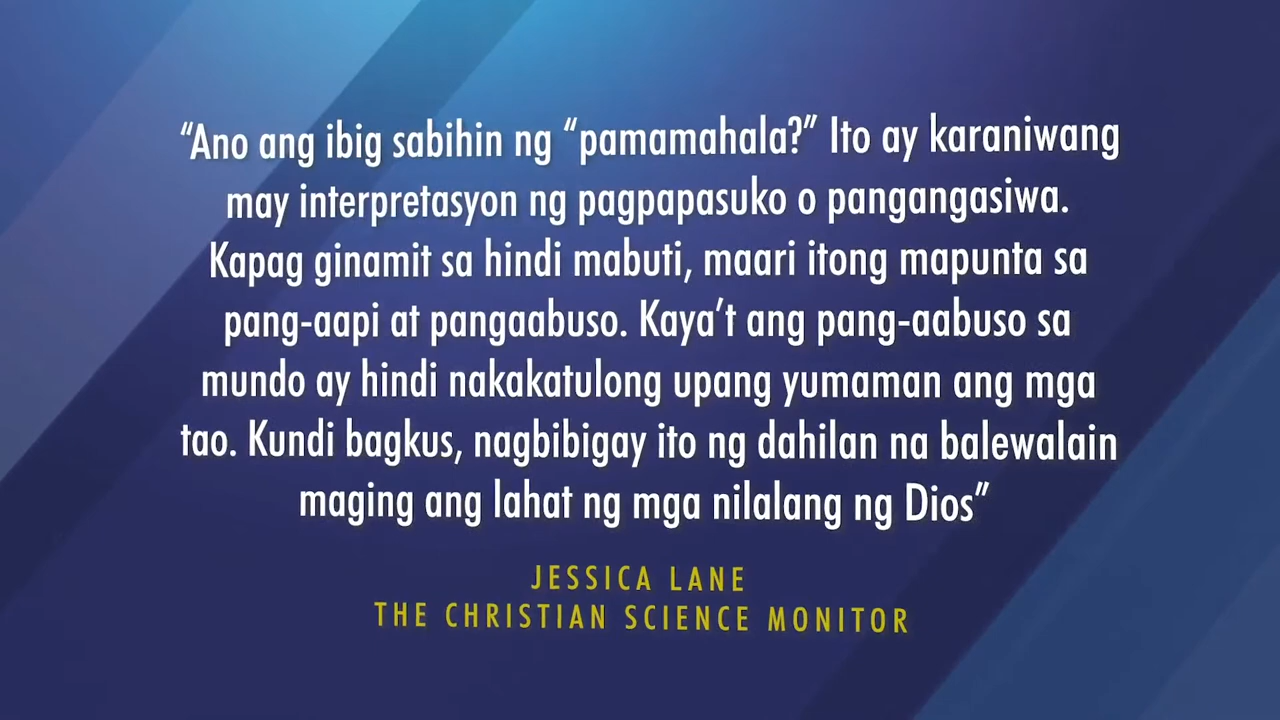 “Ano ang ibig sabihin ng “pamamahala?” Ito ay karaniwang
may interpretasyon ng pagpapasuko o pangangasiwa.
Kapag ginamit sa hindi mabuti, maari itong mapunta sa
pang-aapi at pangaabuso. Kaya’t ang pang-aabuso sa
mundo ay hindi nakakatulong upang yumaman ang mga
tao. Kundi bagkus, nagbibigay ito ng dahilan na balewalain
maging ang lahat ng mga nilalang ng Dios”
JESSICA LANE
THE CHRISTIAN SCIENCE MONITOR